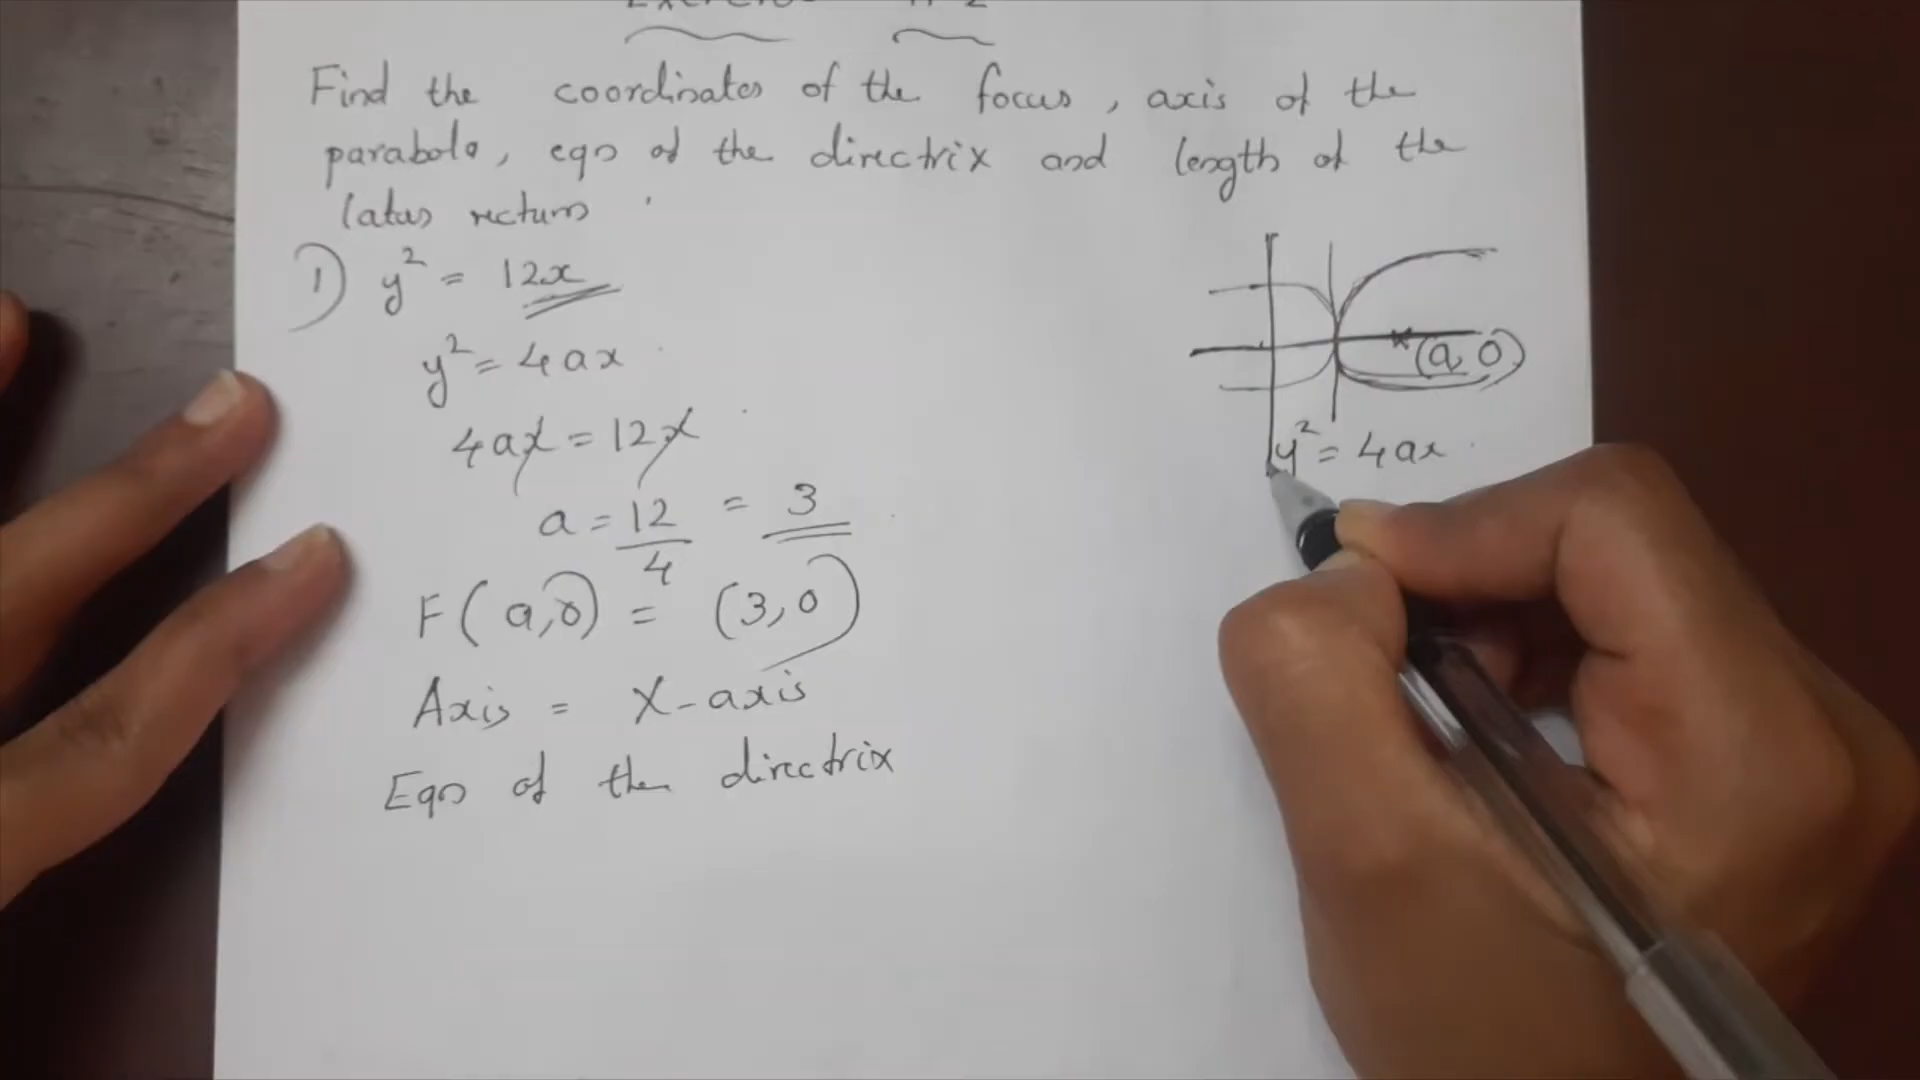 Find the coordinates of the focus, axis of the
parabola, eqn of the directrix and length of the
latus rectum.
1) y² = 12x
y² = 4ax
4ax = 12x
a = 12/4 = 3
F(a,0) = (3,0)
Axis = X-axis
Eqn of the directrix
(a, 0)
y² = 4ax